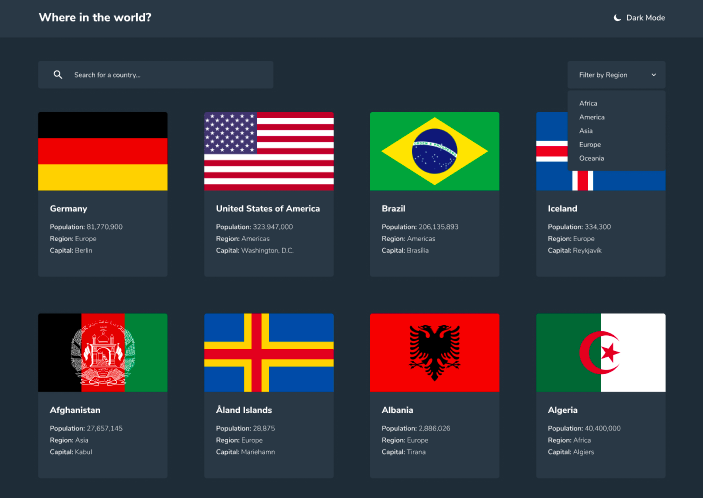 Where in the world?
Dark Mode
Search for a country...
Filter by Region
Africa
America
Asia
Europe
Oceania
Germany
Population: 81,770,900
Region: Europe
Capital: Berlin
United States of America
Population: 323,947,000
Region: Americas
Capital: Washington, D.C.
Brazil
Population: 206,135,893
Region: Americas
Capital: Brasília
Iceland
Population: 334,300
Region: Europe
Capital: Reykjavík
Afghanistan
Population: 27,657,145
Region: Asia
Capital: Kabul
Åland Islands
Population: 28,875
Region: Europe
Capital: Mariehamn
Albania
Population: 2,886,026
Region: Europe
Capital: Tirana
Algeria
Population: 40,400,000
Region: Africa
Capital: Algiers